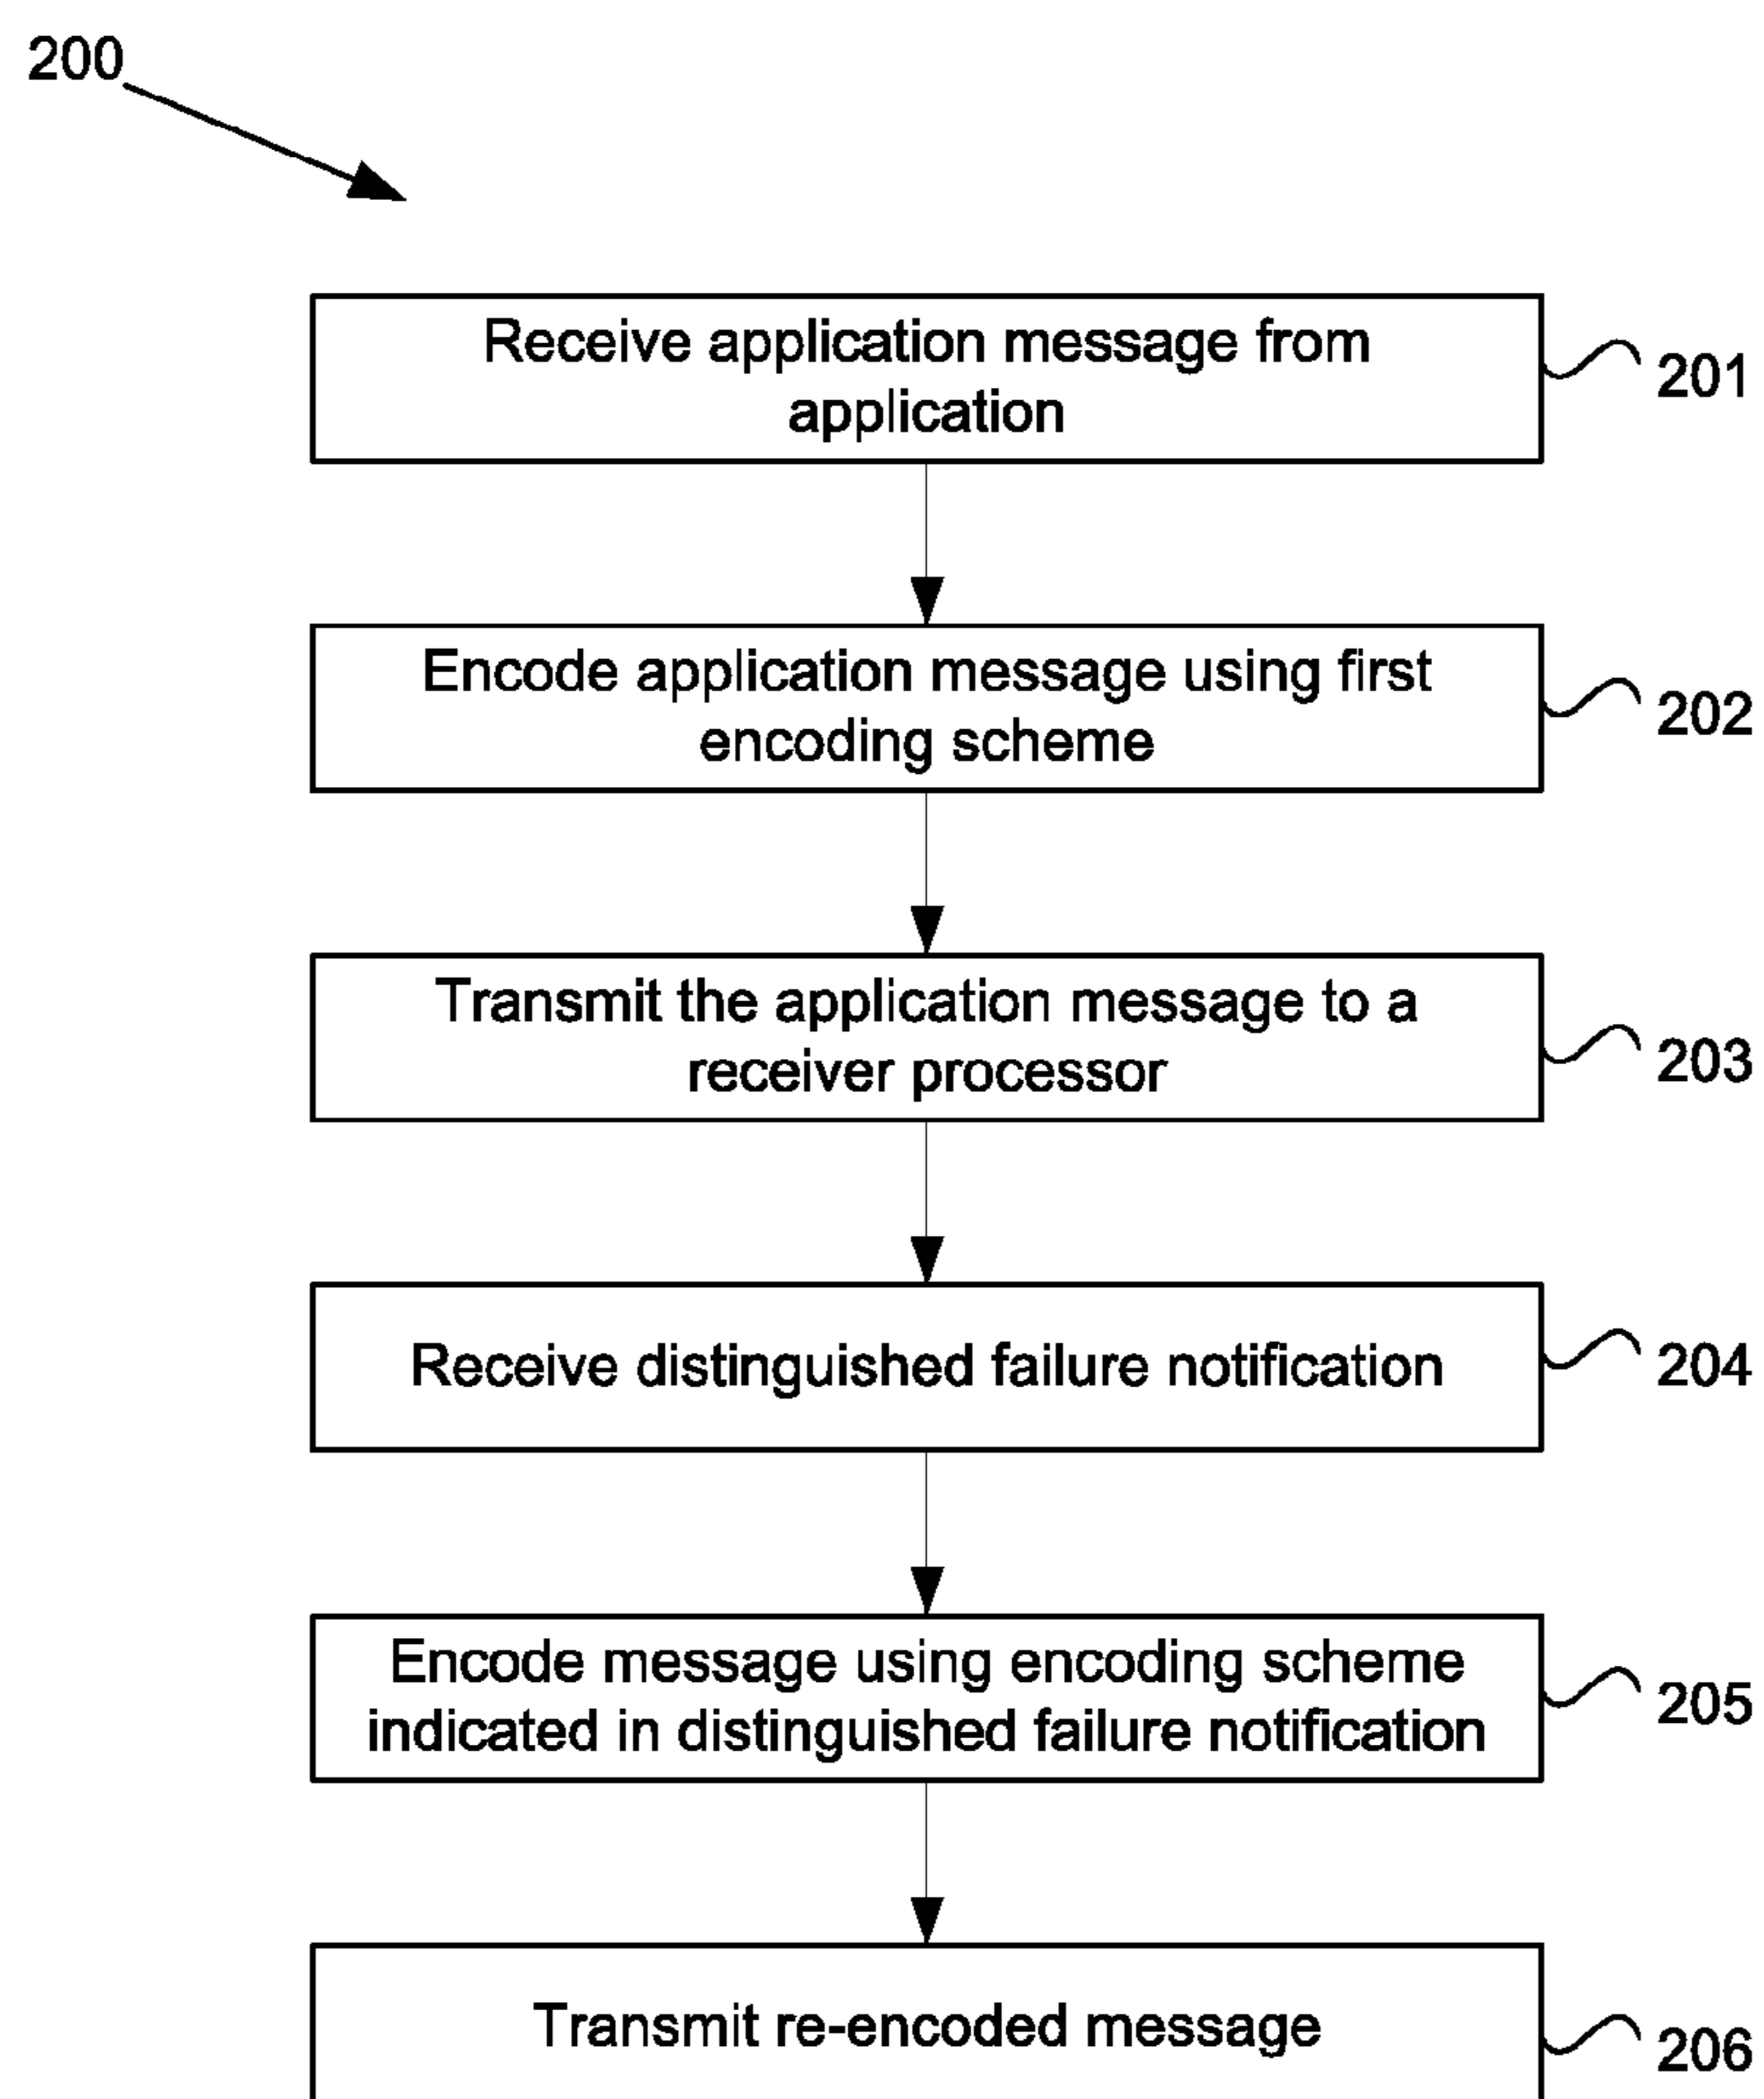 200
Receive application message from
application
201
Encode application message using first
encoding scheme
202
Transmit the application message to a
receiver processor
203
Receive distinguished failure notification
204
Encode message using encoding scheme
indicated in distinguished failure notification
205
Transmit re-encoded message
206